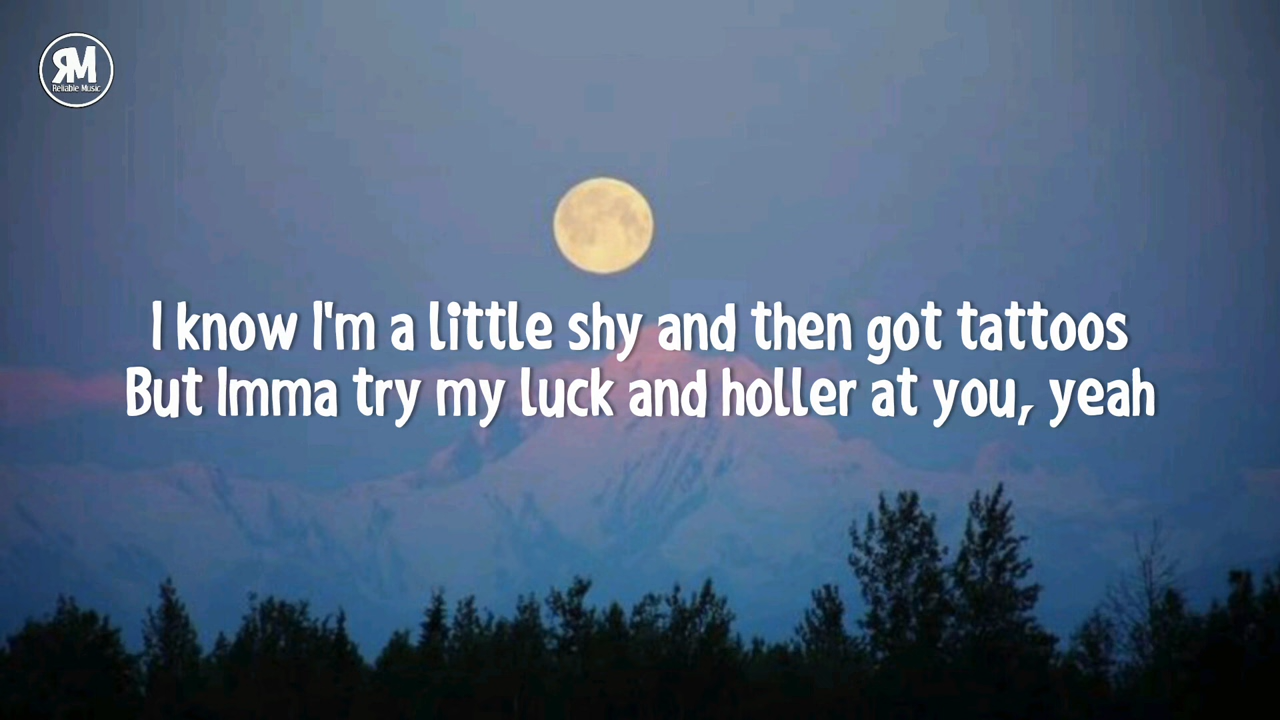 RM
Reliable Music
I know I'm a little shy and then got tattoos
But Imma try my luck and holler at you, yeah